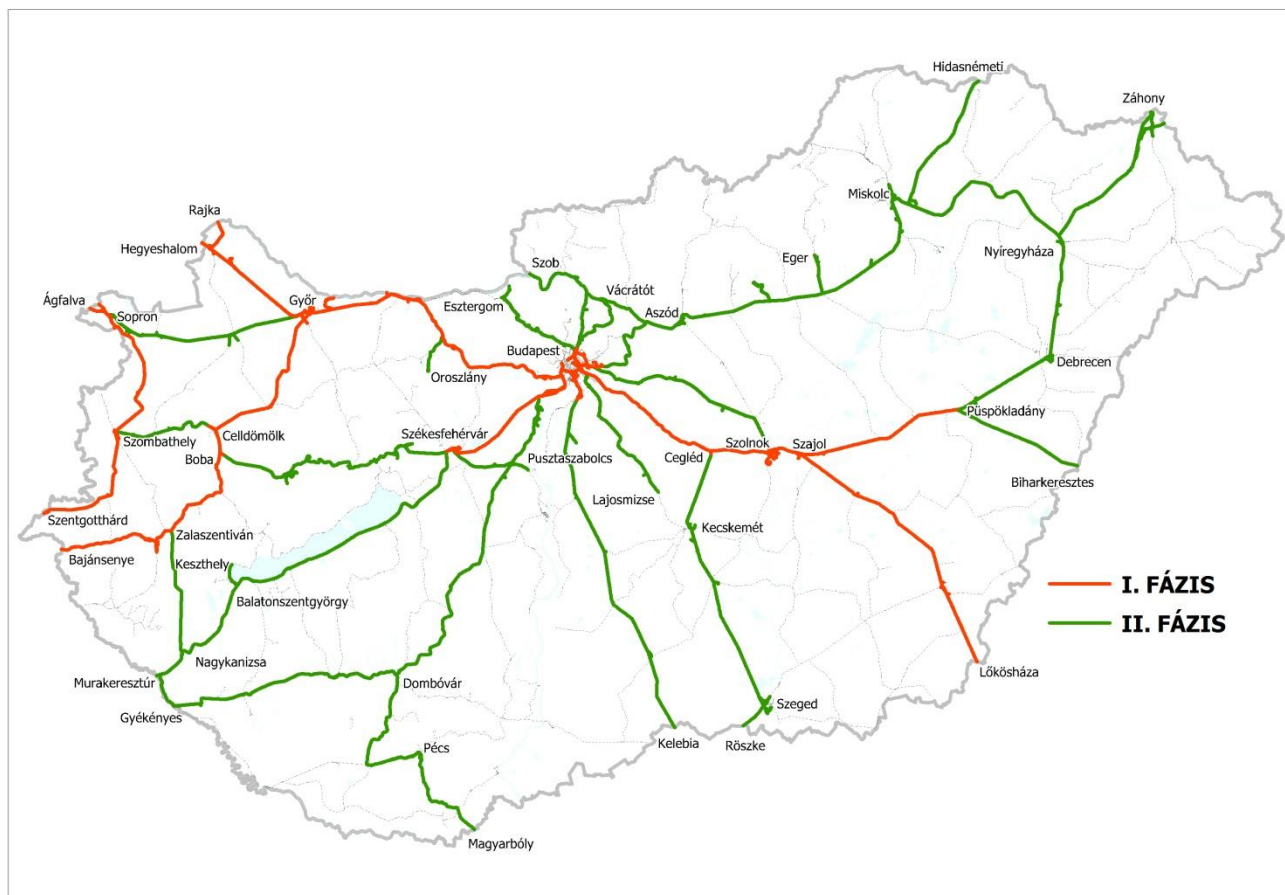 Hidasnémeti
Záhony
Miskolc
Rajka
Hegyeshalom
Nyíregyháza
Eger
Szob
Vácrátót
Ágfalva
Győr
Esztergom
Sopron
Aszód
Budapest
Debrecen
Oroszlány
Püspökladány
Szombathely
Celldömölk
Székesfehérvár
Szolnok
Szajol
Boba
Cegléd
Pusztaszabolcs
Biharkeresztes
Lajosmizse
Szentgotthárd
Kecskemét
Zalaszentiván
Bajánsenye
Keszthely
I. FÁZIS
Balatonszentgyörgy
II. FÁZIS
Nagykanizsa
Lőkösháza
Murakeresztúr
Dombóvár
Gyékényes
Szeged
Pécs
Kelebia
Röszke
Magyarbóly